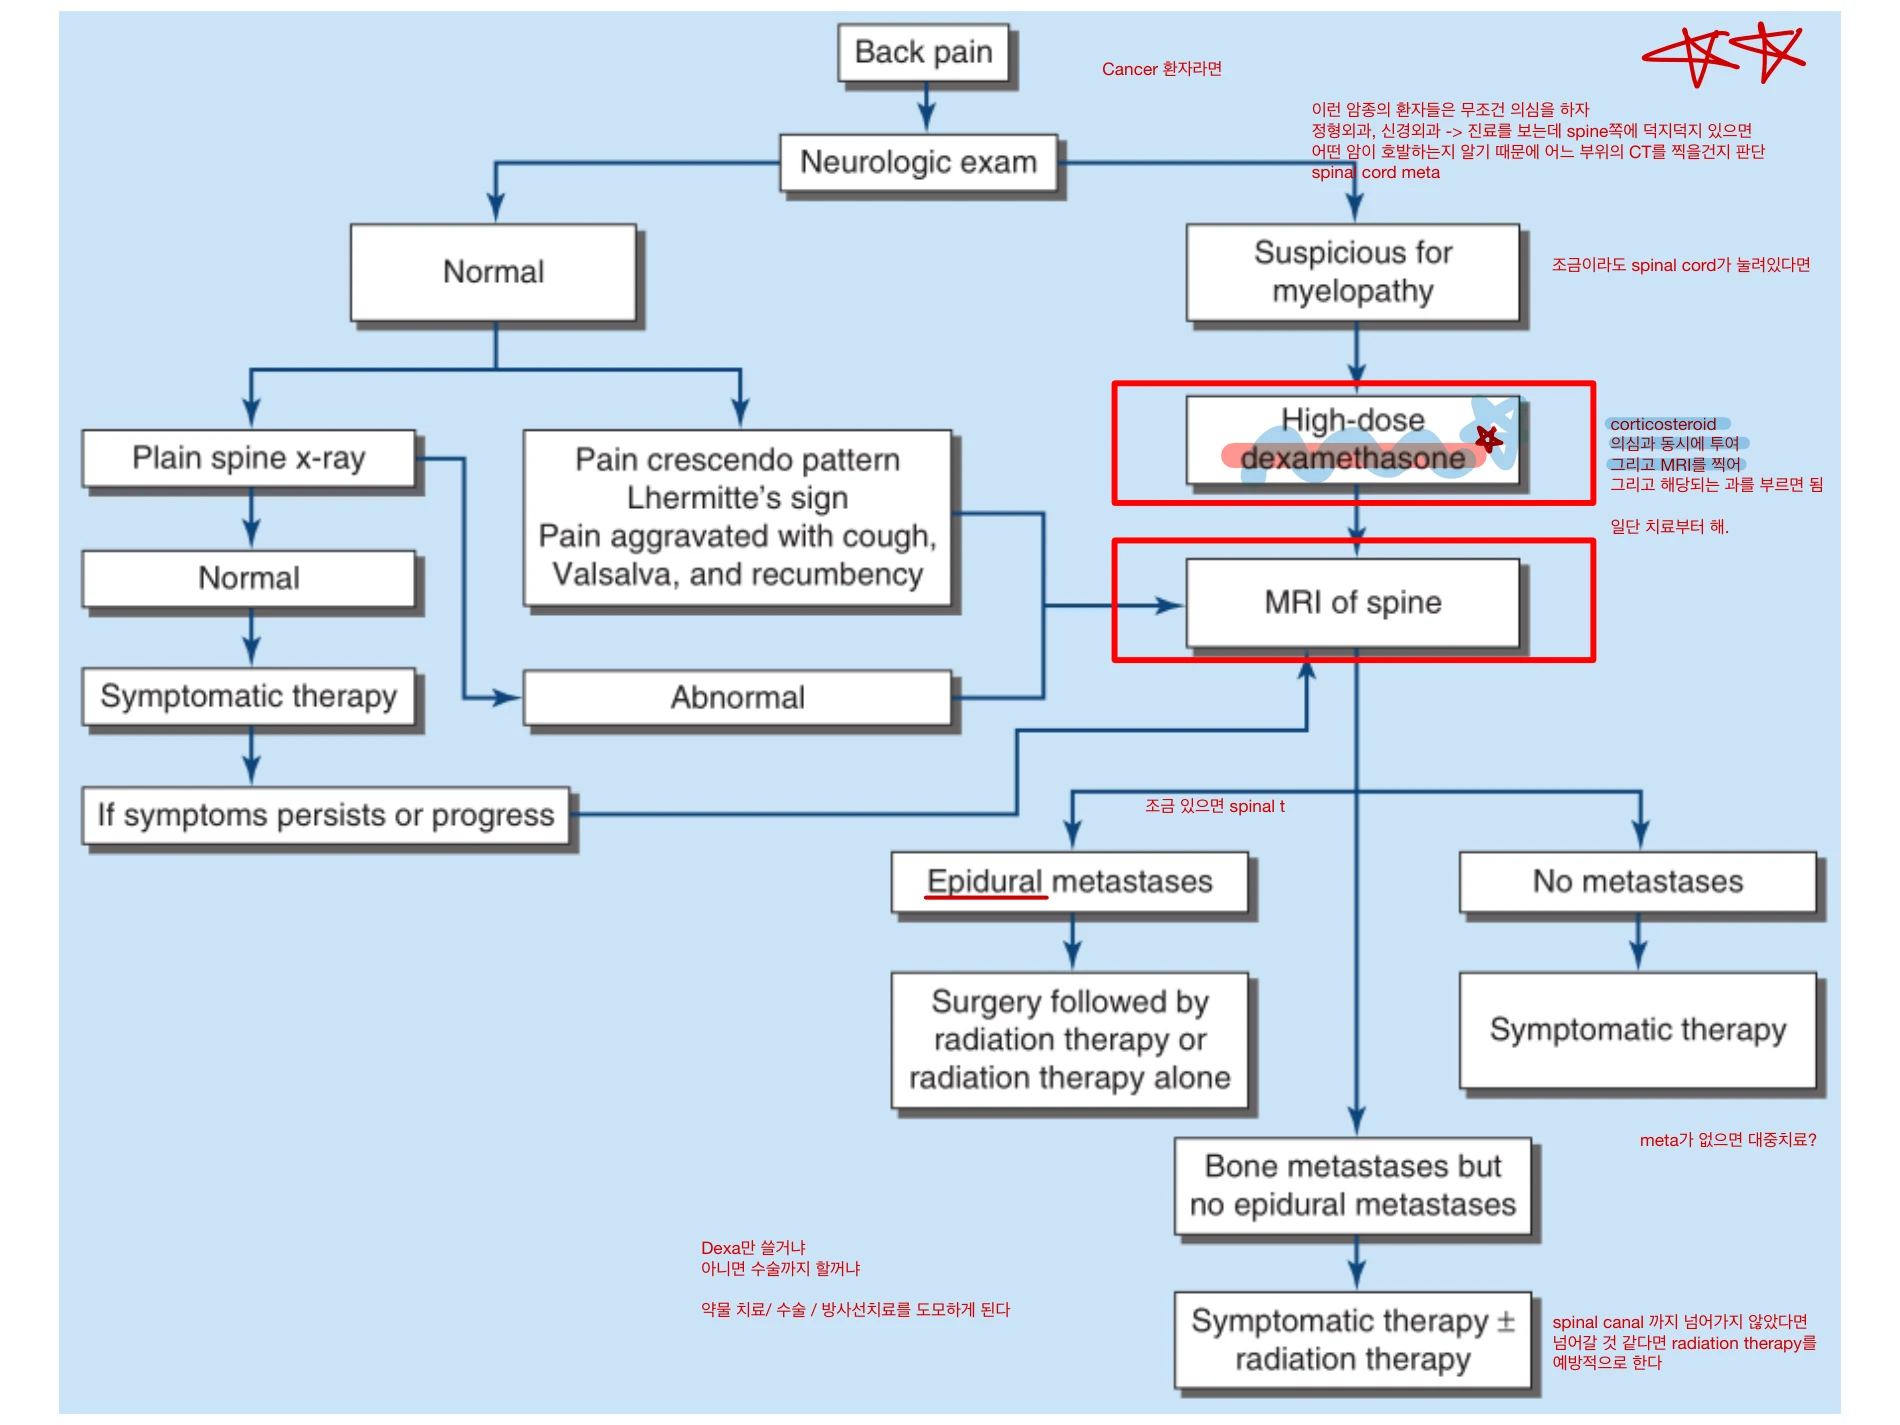 Back pain
Cancer 환자라면
이런 암종의 환자들은 무조건 의심을 하자
정형외과, 신경외과 -> 진료를 보는데 spine쪽에 덕지덕지 있으면
어떤 암이 호발하는지 알기 때문에 어느 부위의 CT를 찍을건지 판단
spinal cord meta
Neurologic exam
Normal
Suspicious for
myelopathy
조금이라도 spinal cord가 눌려있다면
Plain spine x-ray
Pain crescendo pattern
Lhermitte's sign
Pain aggravated with cough,
Valsalva, and recumbency
High-dose
dexamethasone
corticosteroid
의심과 동시에 투여
그리고 MRI를 찍어
그리고 해당되는 과를 부르면 됨
일단 치료부터 해.
Normal
MRI of spine
Symptomatic therapy
Abnormal
If symptoms persists or progress
조금 있으면 spinal t
Epidural metastases
No metastases
Surgery followed by
radiation therapy or
radiation therapy alone
Symptomatic therapy
meta가 없으면 대중치료?
Bone metastases but
no epidural metastases
Dexa만 쓸거냐
아니면 수술까지 할꺼냐
약물 치료/ 수술 / 방사선치료를 도모하게 된다
Symptomatic therapy ±
radiation therapy
spinal canal 까지 넘어가지 않았다면
넘어갈 것 같다면 radiation therapy를
예방적으로 한다